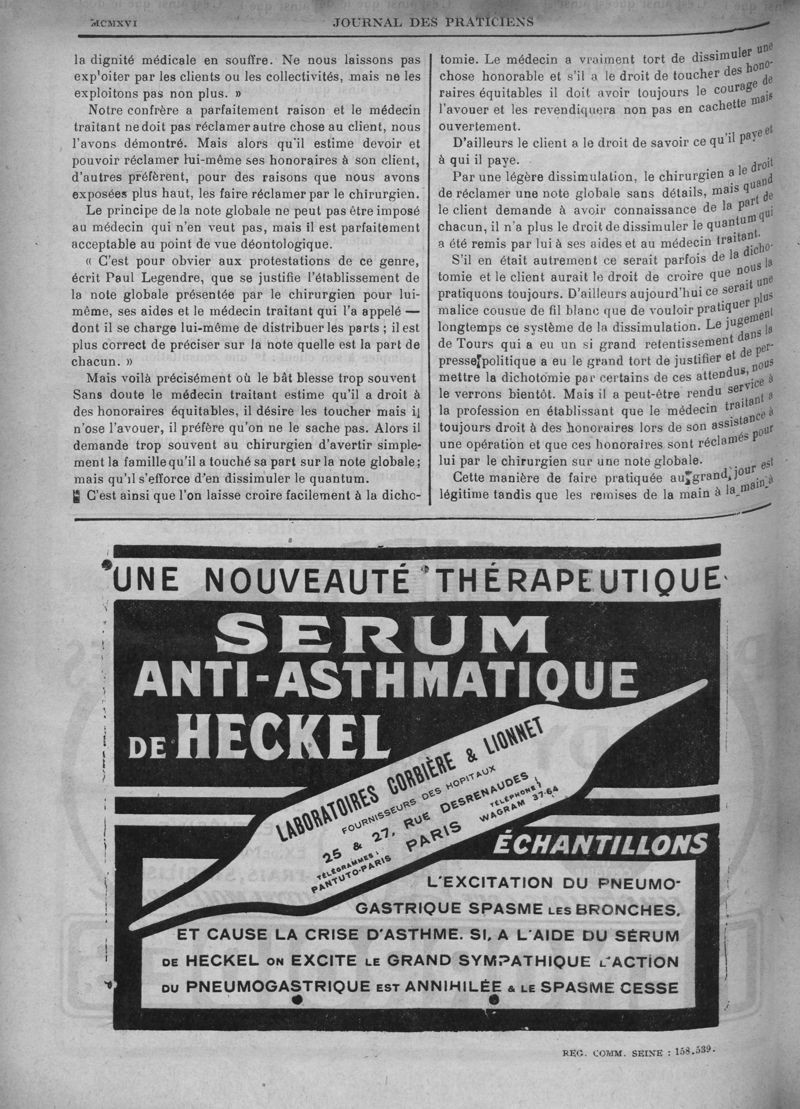 MCMXVI
JOURNAL DES PRATICIENS
la dignité médicale en souffre. Ne nous laissons pas
exp'oiter par les clients ou les collectivités, mais ne les
exploitons pas non plus. »
Notre confrère a parfaitement raison et le médecin
traitant ne doit pas réclamer autre chose au client, nous
l'avons démontré. Mais alors qu'il estime devoir et
pouvoir réclamer lui-même ses honoraires à son client,
d'autres préfèrent, pour des raisons que nous avons
exposées plus haut, les faire réclamer par le chirurgien.
Le principe de la note globale ne peut pas être imposé
au médecin qui n'en veut pas, mais il est parfaitement
acceptable au point de vue déontologique.
« C'est pour obvier aux protestations de ce genre,
écrit Paul Legendre, que se justifie l'établissement de
la note globale présentée par le chirurgien pour lui-
même, ses aides et le médecin traitant qui l'a appelé —
dont il se charge lui-même de distribuer les parts ; il est
plus correct de préciser sur la note quelle est la part de
chacun. »
Mais voilà précisément où le bât blesse trop souvent
Sans doute le médecin traitant estime qu'il a droit à
des honoraires équitables, il désire les toucher mais il
n'ose l'avouer, il préfère qu'on ne le sache pas. Alors il
demande trop souvent au chirurgien d'avertir simple-
ment la famille qu'il a touché sa part sur la note globale;
mais qu'il s'efforce d'en dissimuler le quantum.
C'est ainsi que l'on laisse croire facilement à la dicho-
tomie. Le médecin a vraiment tort de dissimuler une
chose honorable et s'il a le droit de toucher des hono-
raires équitables il doit avoir toujours le courage de
l'avouer et les revendiquera non pas en cachette mais
ouvertement.
D'ailleurs le client a le droit de savoir ce qu'il paye et
à qui il paye.
Par une légère dissimulation, le chirurgien a le droit
de réclamer une note globale sans détails, mais quand
le client demande à avoir connaissance de la part de
chacun, il n'a plus le droit de dissimuler le quantum qui
a été remis par lui à ses aides et au médecin traitant.
S'il en était autrement ce serait parfois de la dicho-
tomie et le client aurait le droit de croire que nous la
pratiquons toujours. D'ailleurs aujourd'hui ce serait une
malice cousue de fil blanc que de vouloir pratiquer plus
longtemps ce système de la dissimulation. Le jugement
de Tours qui a eu un si grand retentissement dans la
presse politique a eu le grand tort de justifier et de per-
mettre la dichotomie par certains de ces attendus, nous
le verrons bientôt. Mais il a peut-être rendu service à
la profession en établissant que le médecin traitant a
toujours droit à des honoraires lors de son assistance à
une opération et que ces honoraires sont réclamés pour
lui par le chirurgien sur une note globale.
Cette manière de faire pratiquée au grand jour est
légitime tandis que les remises de la main à la main à
UNE NOUVEAUTÉ THÉRAPEUTIQUE
SERUM
ANTI-ASTHMATIQUE
DE HECKEL
LABORATOIRES CORBIÈRE & LIONNET
FOURNISSEURS DES HOPITAUX
25 & 27, RUE DESRENAUDES
TÉLÉGRAMMES:
PANTUTO-PARIS
PARIS
TÉLÉPHONE:
WAGRAM 37-64
ÉCHANTILLONS
L'EXCITATION DU PNEUMO-
GASTRIQUE SPASME LES BRONCHES,
ET CAUSE LA CRISE D'ASTHME. SI, A L'AIDE DU SÉRUM
DE HECKEL ON EXCITE LE GRAND SYMPATHIQUE L'ACTION
DU PNEUMOGASTRIQUE EST ANNIHILÉE & LE SPASME CESSE
REG. COMM. SEINE : 158.539.